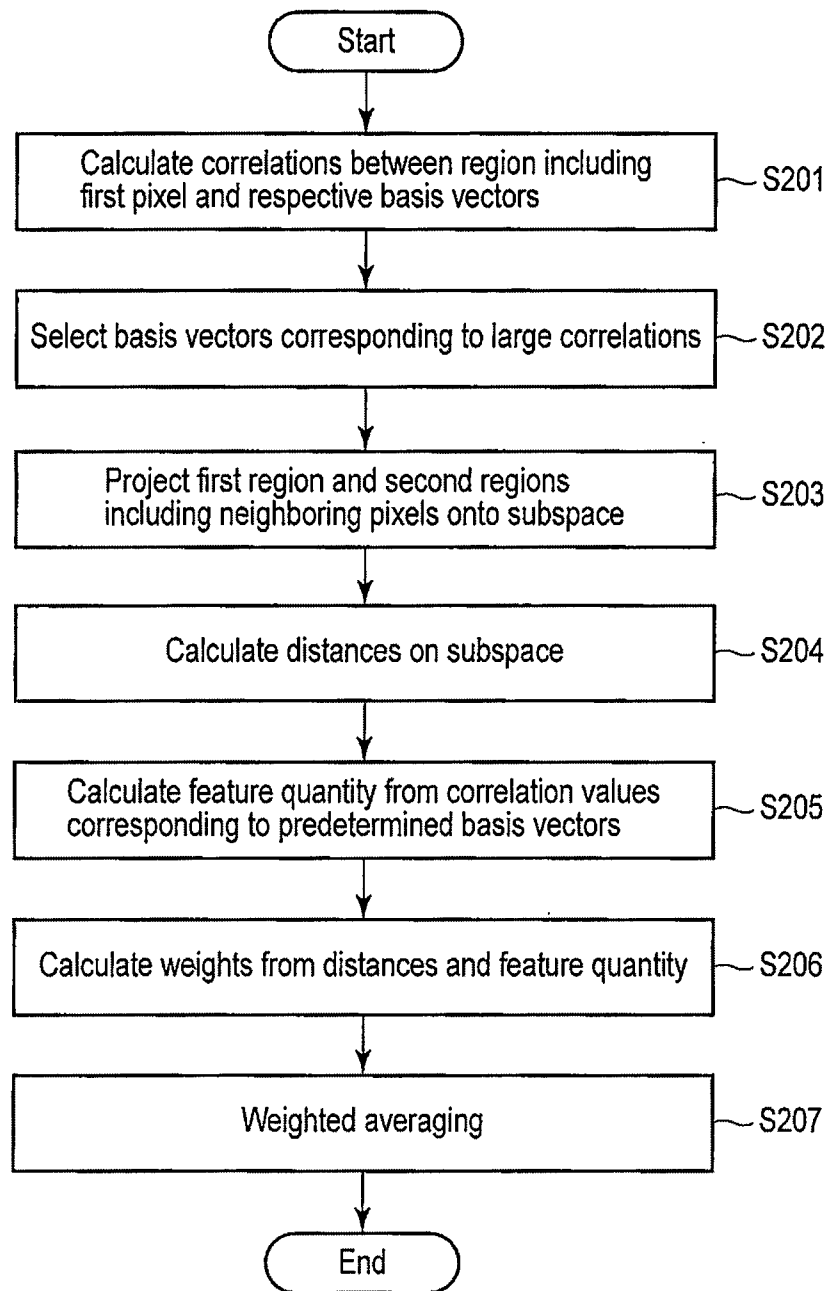 Start
Calculate correlations between region including
first pixel and respective basis vectors
S201
Select basis vectors corresponding to large correlations
S202
Project first region and second regions
including neighboring pixels onto subspace
S203
Calculate distances on subspace
S204
Calculate feature quantity from correlation values
corresponding to predetermined basis vectors
S205
Calculate weights from distances and feature quantity
S206
Weighted averaging
S207
End